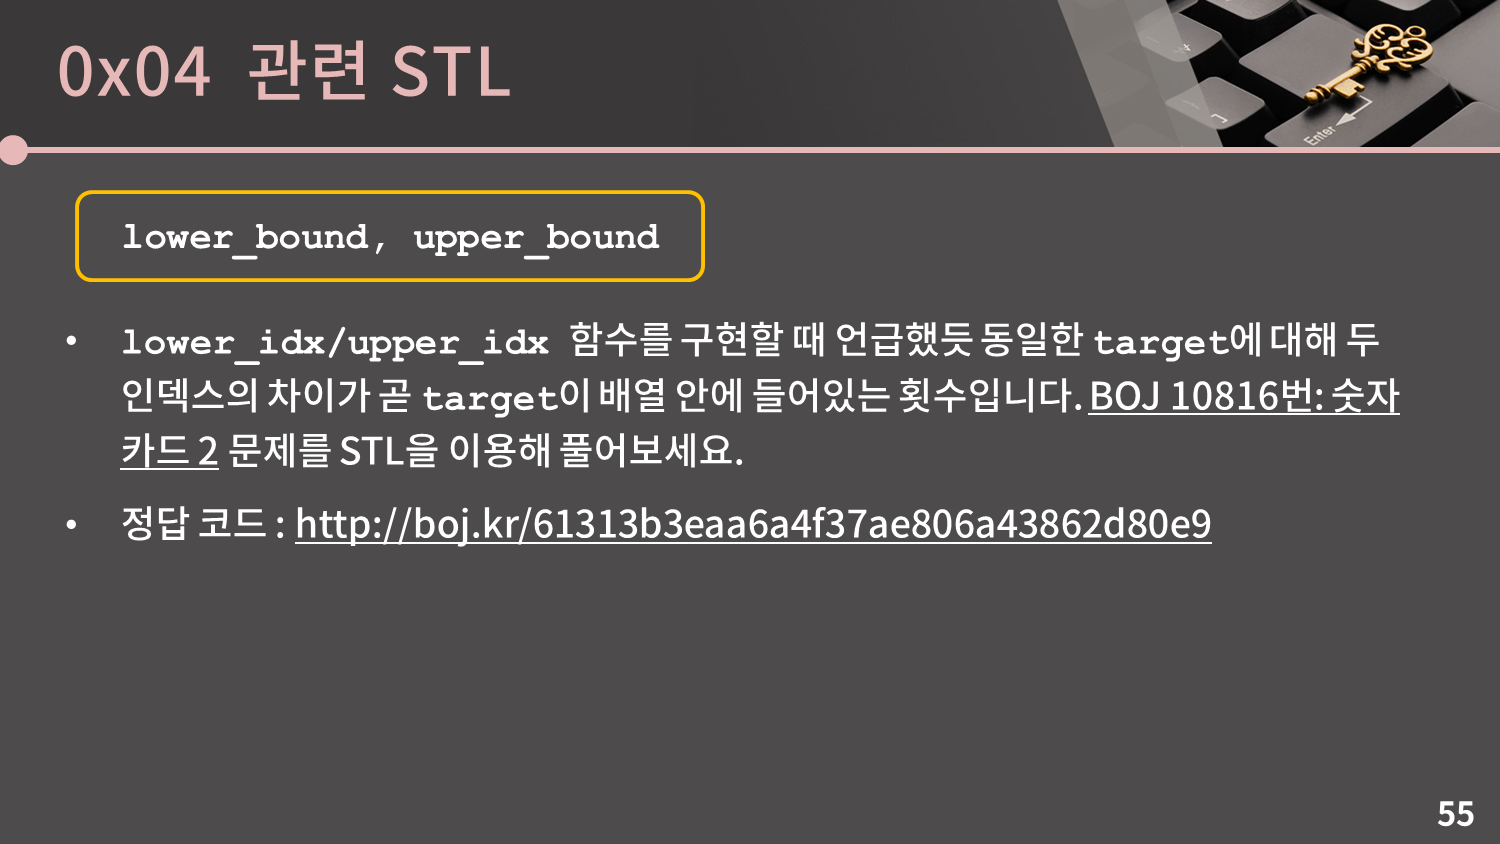 0x04 관련 STL
Enter
lower_bound, upper_bound
• lower_idx/upper_idx 함수를 구현할 때 언급했듯 동일한 target에 대해 두
인덱스의 차이가 곧 target이 배열 안에 들어있는 횟수입니다. BOJ 10816번: 숫자
카드 2 문제를 STL을 이용해 풀어보세요.
• 정답 코드 : http://boj.kr/61313b3eaa6a4f37ae806a43862d80e9
55